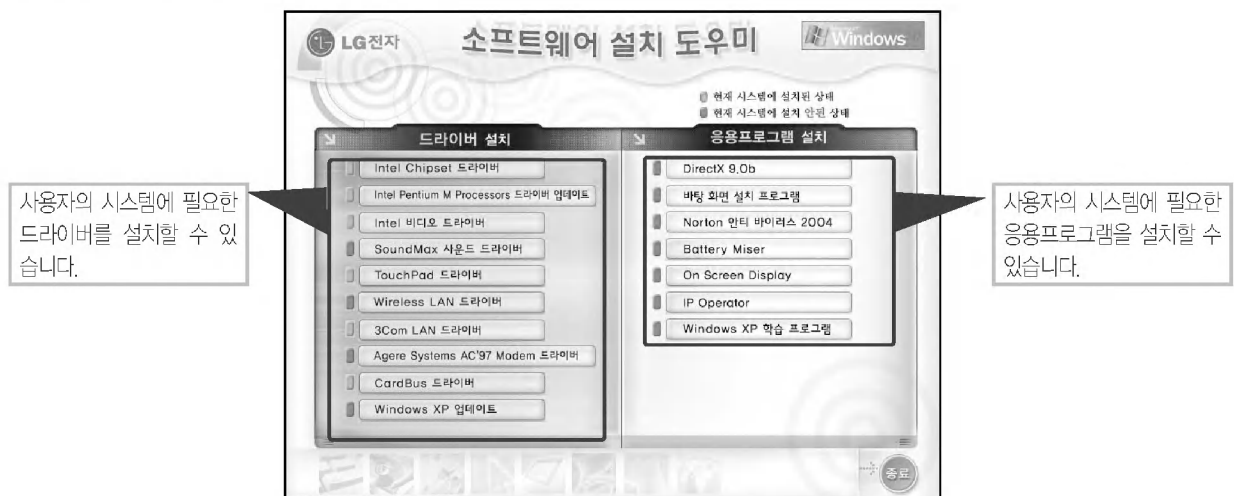 LG전자
소프트웨어 설치 도우미
Windows
현재 시스템에 설치된 상태
현재 시스템에 설치 안된 상태
드라이버 설치
Intel Chipset 드라이버
Intel Pentium M Processors 드라이버 업데이트
Intel 비디오 드라이버
SoundMax 사운드 드라이버
TouchPad 드라이버
Wireless LAN 드라이버
3Com LAN 드라이버
Agere Systems AC'97 Modem 드라이버
CardBus 드라이버
Windows XP 업데이트
응용프로그램 설치
DirectX 9.0b
바탕 화면 설치 프로그램
Norton 안티 바이러스 2004
Battery Miser
On Screen Display
IP Operator
Windows XP 학습 프로그램
종료
사용자의 시스템에 필요한
드라이버를 설치할 수 있
습니다.
사용자의 시스템에 필요한
응용프로그램을 설치할 수
있습니다.